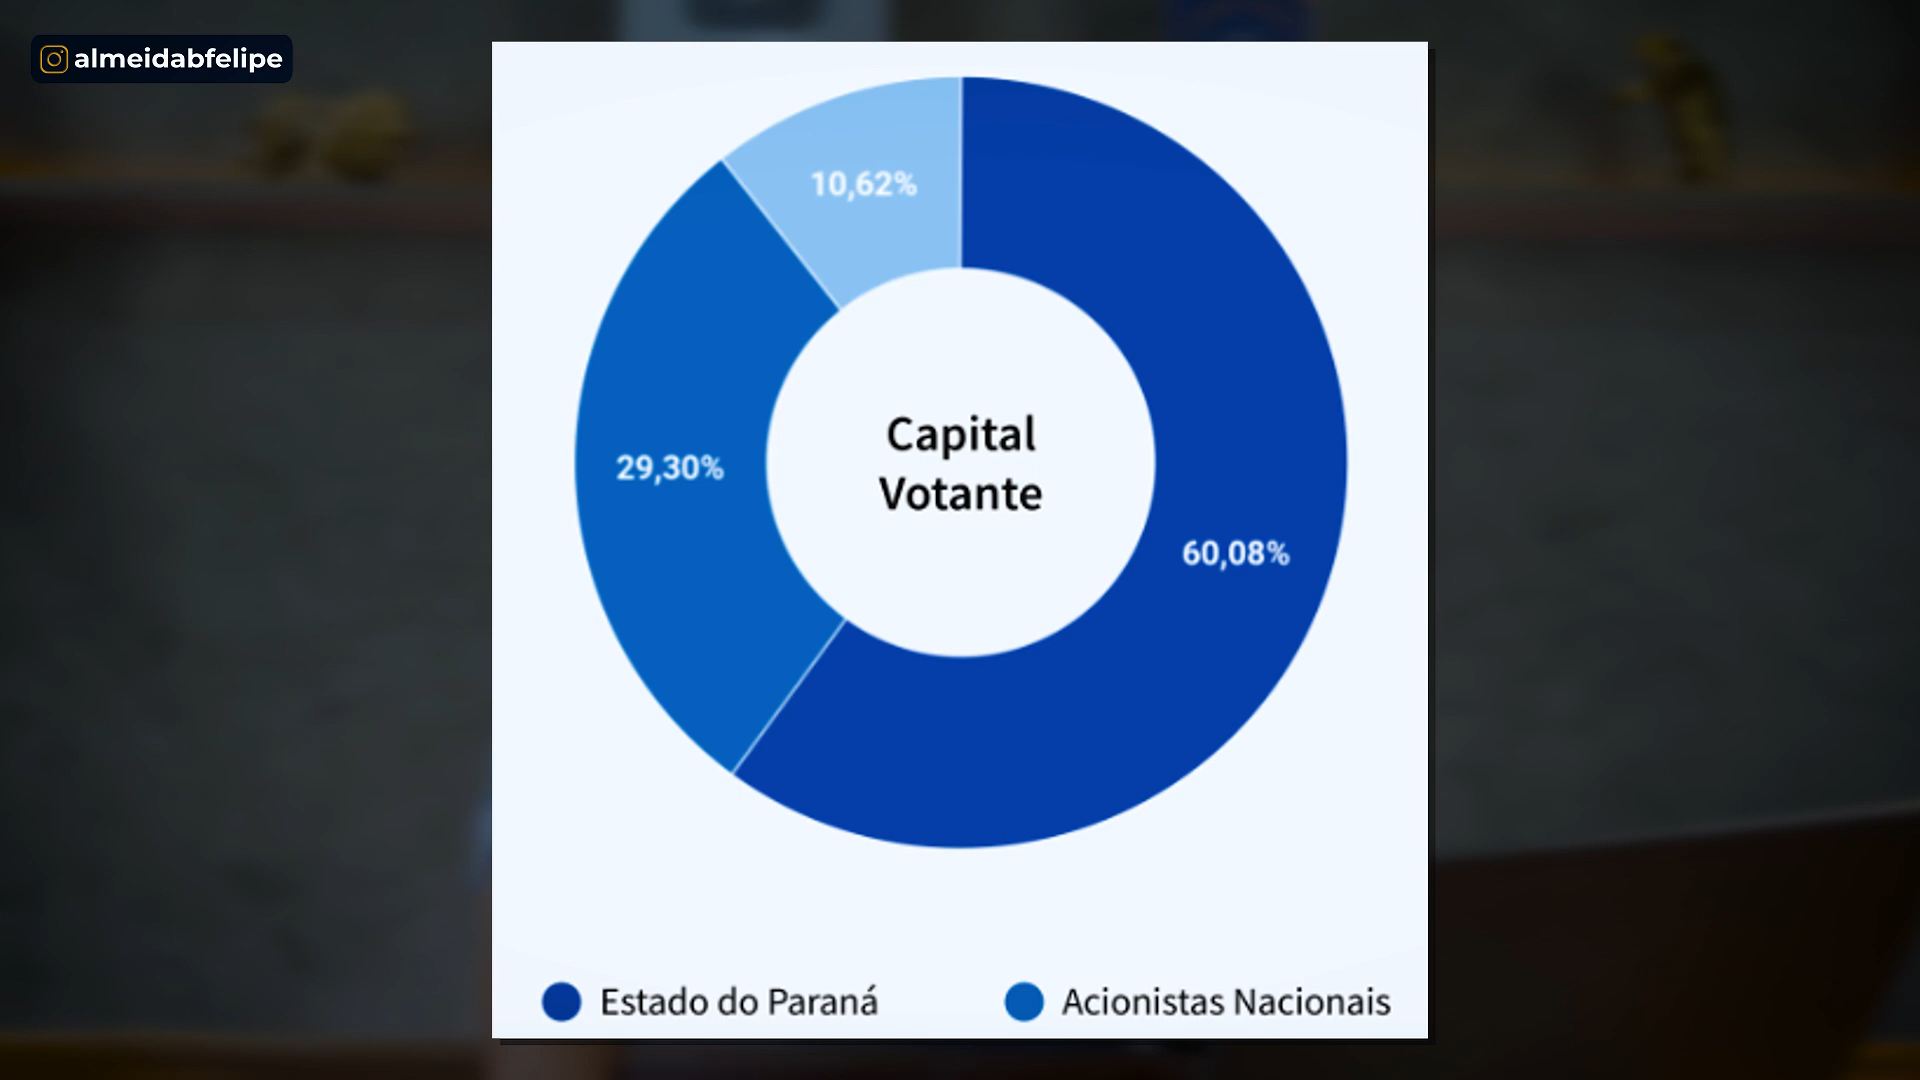 almeidabfelipe
10,62%
29,30%
Capital
Votante
60,08%
Estado do Paraná
Acionistas Nacionais